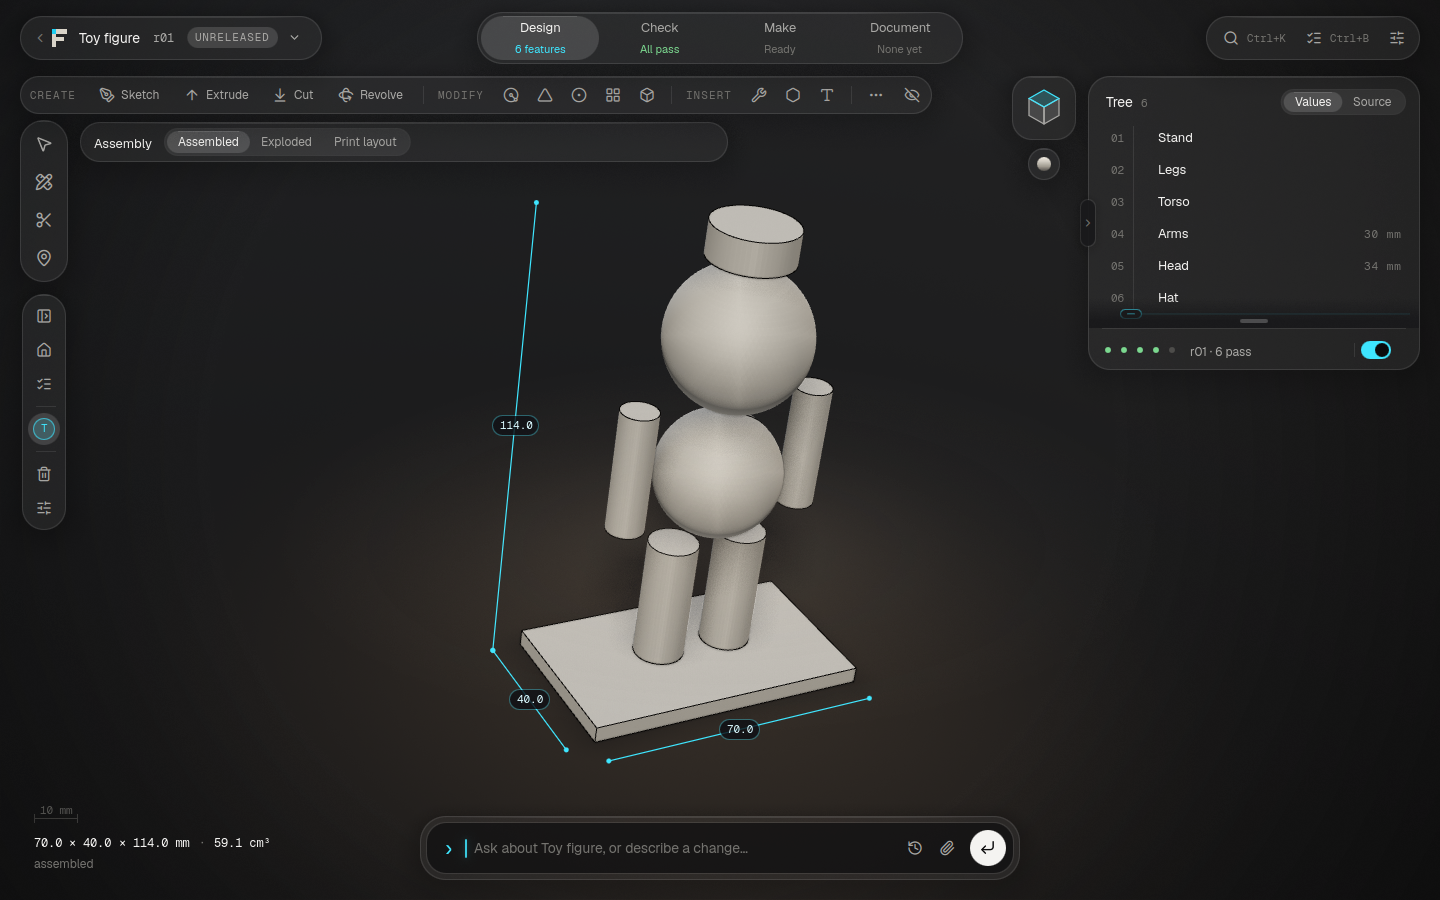 Toy figure r01 UNRELEASED
Design
6 features
Check
All pass
Make
Ready
Document
None yet
Ctrl+K Ctrl+B
CREATE Sketch Extrude Cut Revolve MODIFY INSERT
Assembly Assembled Exploded Print layout
Tree 6 Values Source
01 Stand
02 Legs
03 Torso
04 Arms 30 mm
05 Head 34 mm
06 Hat
r01 · 6 pass
T
114.0
40.0
70.0
10 mm
70.0 × 40.0 × 114.0 mm · 59.1 cm³
assembled
Ask about Toy figure, or describe a change…